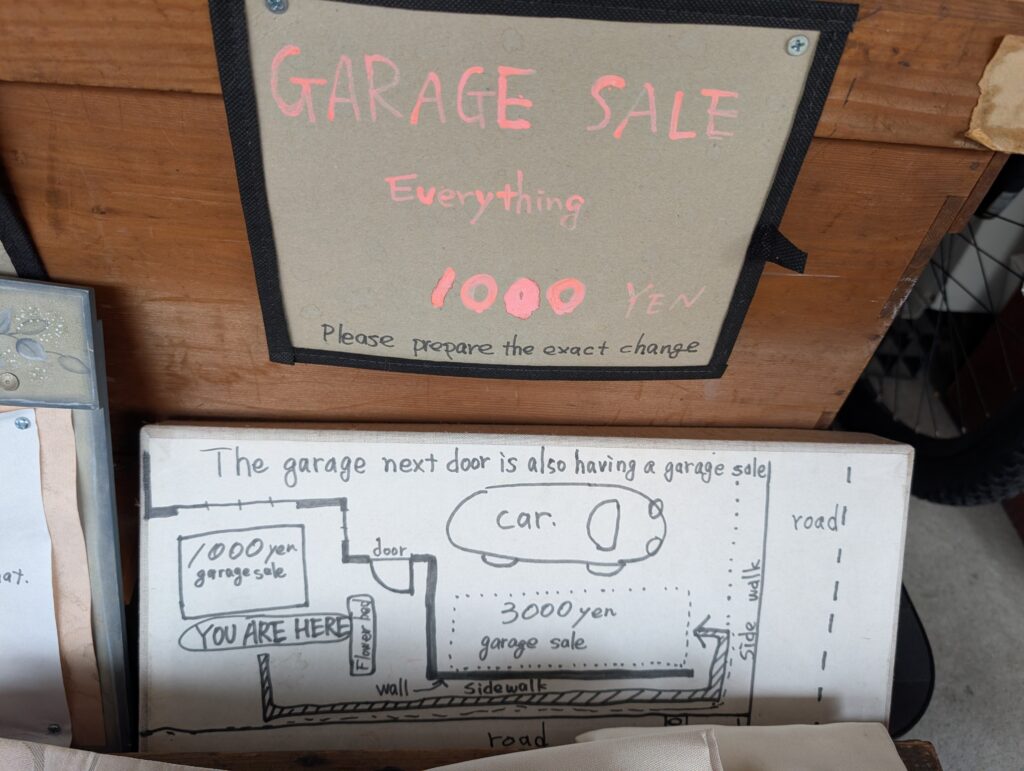 GARAGE SALE
Everything
1000 YEN
Please prepare the exact change
The garage next door is also having a garage sale
car.
road
1000 yen
garage sale
door
3000 yen
garage sale
YOU ARE HERE
Flower bed
side walk
wall
sidewalk
road
at.